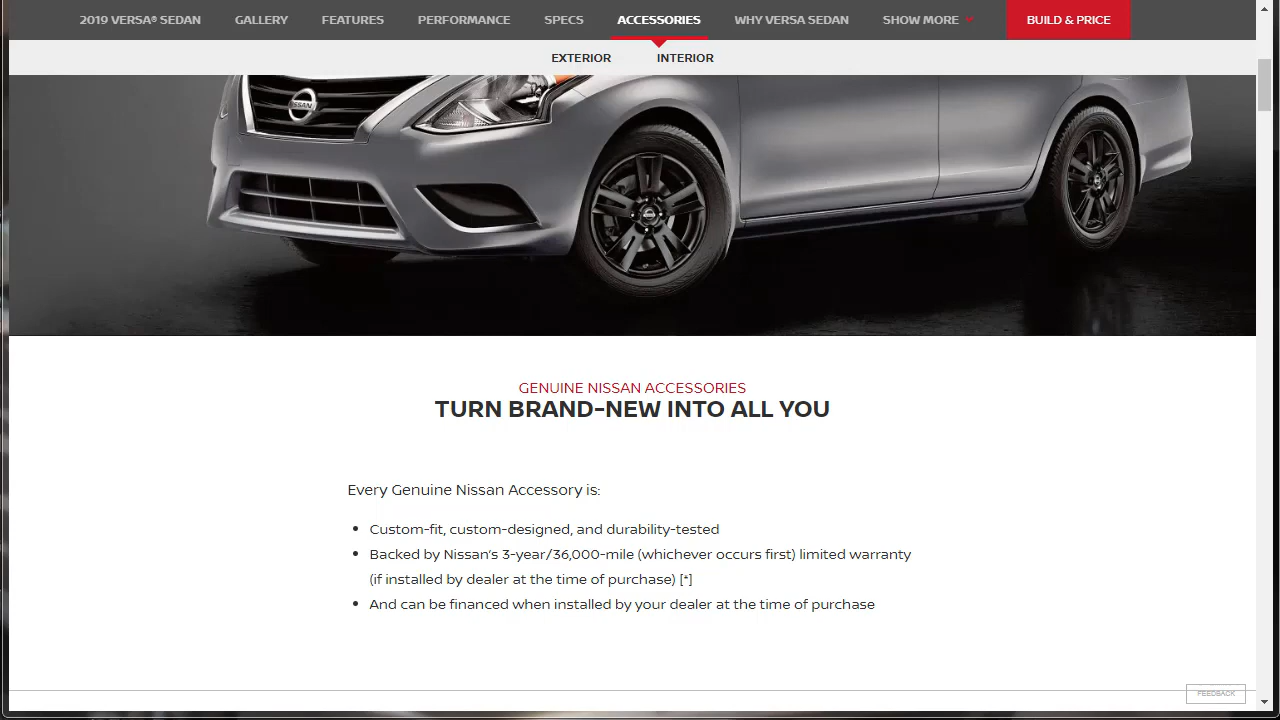 2019 VERSA® SEDAN GALLERY FEATURES PERFORMANCE SPECS ACCESSORIES WHY VERSA SEDAN SHOW MORE BUILD & PRICE
EXTERIOR INTERIOR
NISSAN
GENUINE NISSAN ACCESSORIES
TURN BRAND-NEW INTO ALL YOU
Every Genuine Nissan Accessory is:
• Custom-fit, custom-designed, and durability-tested
• Backed by Nissan's 3-year/36,000-mile (whichever occurs first) limited warranty
(if installed by dealer at the time of purchase) [*]
• And can be financed when installed by your dealer at the time of purchase
FEEDBACK